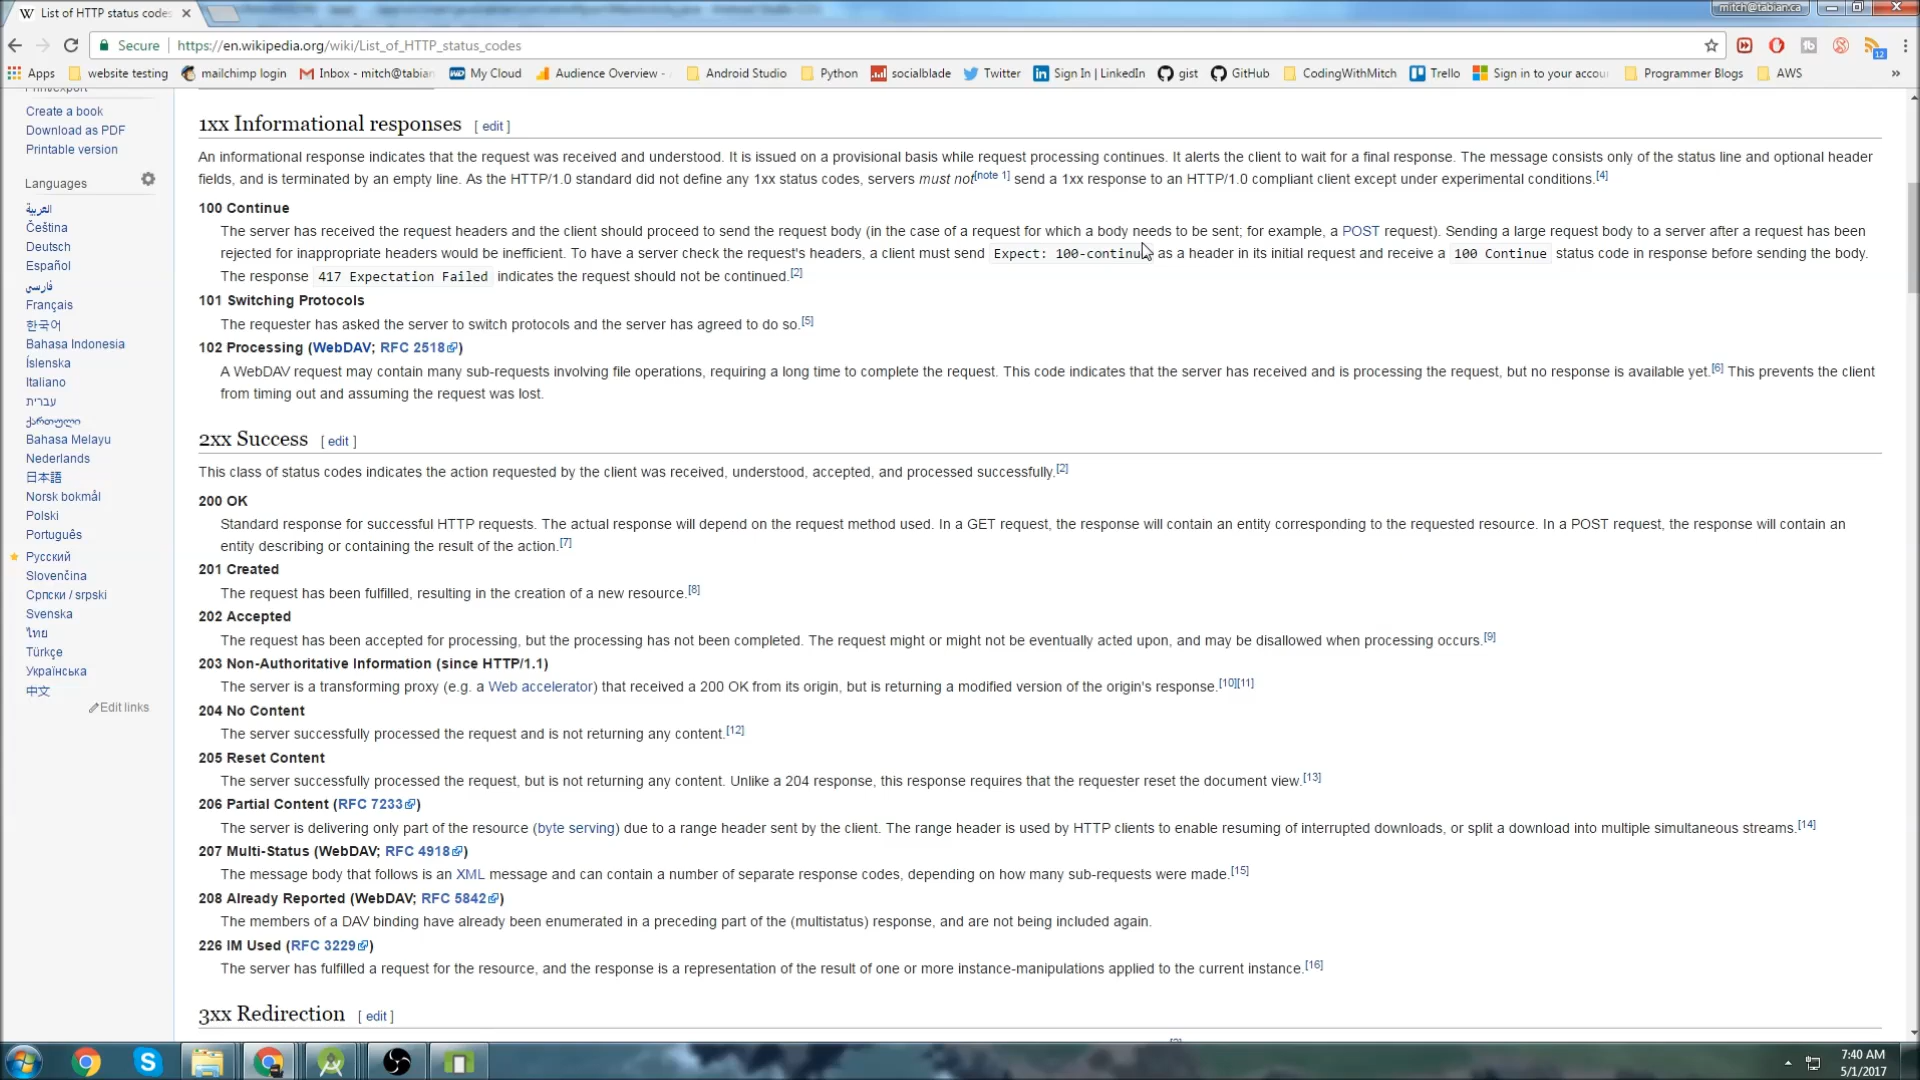 List of HTTP status codes
mitch@tabian.ca
Secure | https://en.wikipedia.org/wiki/List_of_HTTP_status_codes
12
Apps website testing mailchimp login Inbox - mitch@tabian My Cloud Audience Overview - Android Studio Python socialblade Twitter Sign In | LinkedIn gist GitHub CodingWithMitch Trello Sign in to your accou Programmer Blogs AWS »
Print/export
Create a book
Download as PDF
Printable version
Languages
العربية
Čeština
Deutsch
Español
فارسی
Français
한국어
Bahasa Indonesia
Íslenska
Italiano
עברית
ქართული
Bahasa Melayu
Nederlands
日本語
Norsk bokmål
Polski
Português
Русский
Slovenčina
Српски / srpski
Svenska
ไทย
Türkçe
Українська
中文
Edit links
1xx Informational responses [ edit ]
An informational response indicates that the request was received and understood. It is issued on a provisional basis while request processing continues. It alerts the client to wait for a final response. The message consists only of the status line and optional header
fields, and is terminated by an empty line. As the HTTP/1.0 standard did not define any 1xx status codes, servers must not[note 1] send a 1xx response to an HTTP/1.0 compliant client except under experimental conditions.[4]
100 Continue
The server has received the request headers and the client should proceed to send the request body (in the case of a request for which a body needs to be sent; for example, a POST request). Sending a large request body to a server after a request has been
rejected for inappropriate headers would be inefficient. To have a server check the request's headers, a client must send Expect: 100-continue as a header in its initial request and receive a 100 Continue status code in response before sending the body.
The response 417 Expectation Failed indicates the request should not be continued.[2]
101 Switching Protocols
The requester has asked the server to switch protocols and the server has agreed to do so.[5]
102 Processing (WebDAV; RFC 2518)
A WebDAV request may contain many sub-requests involving file operations, requiring a long time to complete the request. This code indicates that the server has received and is processing the request, but no response is available yet.[6] This prevents the client
from timing out and assuming the request was lost.
2xx Success [ edit ]
This class of status codes indicates the action requested by the client was received, understood, accepted, and processed successfully.[2]
200 OK
Standard response for successful HTTP requests. The actual response will depend on the request method used. In a GET request, the response will contain an entity corresponding to the requested resource. In a POST request, the response will contain an
entity describing or containing the result of the action.[7]
201 Created
The request has been fulfilled, resulting in the creation of a new resource.[8]
202 Accepted
The request has been accepted for processing, but the processing has not been completed. The request might or might not be eventually acted upon, and may be disallowed when processing occurs.[9]
203 Non-Authoritative Information (since HTTP/1.1)
The server is a transforming proxy (e.g. a Web accelerator) that received a 200 OK from its origin, but is returning a modified version of the origin's response.[10][11]
204 No Content
The server successfully processed the request and is not returning any content.[12]
205 Reset Content
The server successfully processed the request, but is not returning any content. Unlike a 204 response, this response requires that the requester reset the document view.[13]
206 Partial Content (RFC 7233)
The server is delivering only part of the resource (byte serving) due to a range header sent by the client. The range header is used by HTTP clients to enable resuming of interrupted downloads, or split a download into multiple simultaneous streams.[14]
207 Multi-Status (WebDAV; RFC 4918)
The message body that follows is an XML message and can contain a number of separate response codes, depending on how many sub-requests were made.[15]
208 Already Reported (WebDAV; RFC 5842)
The members of a DAV binding have already been enumerated in a preceding part of the (multistatus) response, and are not being included again.
226 IM Used (RFC 3229)
The server has fulfilled a request for the resource, and the response is a representation of the result of one or more instance-manipulations applied to the current instance.[16]
3xx Redirection [ edit ]
7:40 AM
5/1/2017